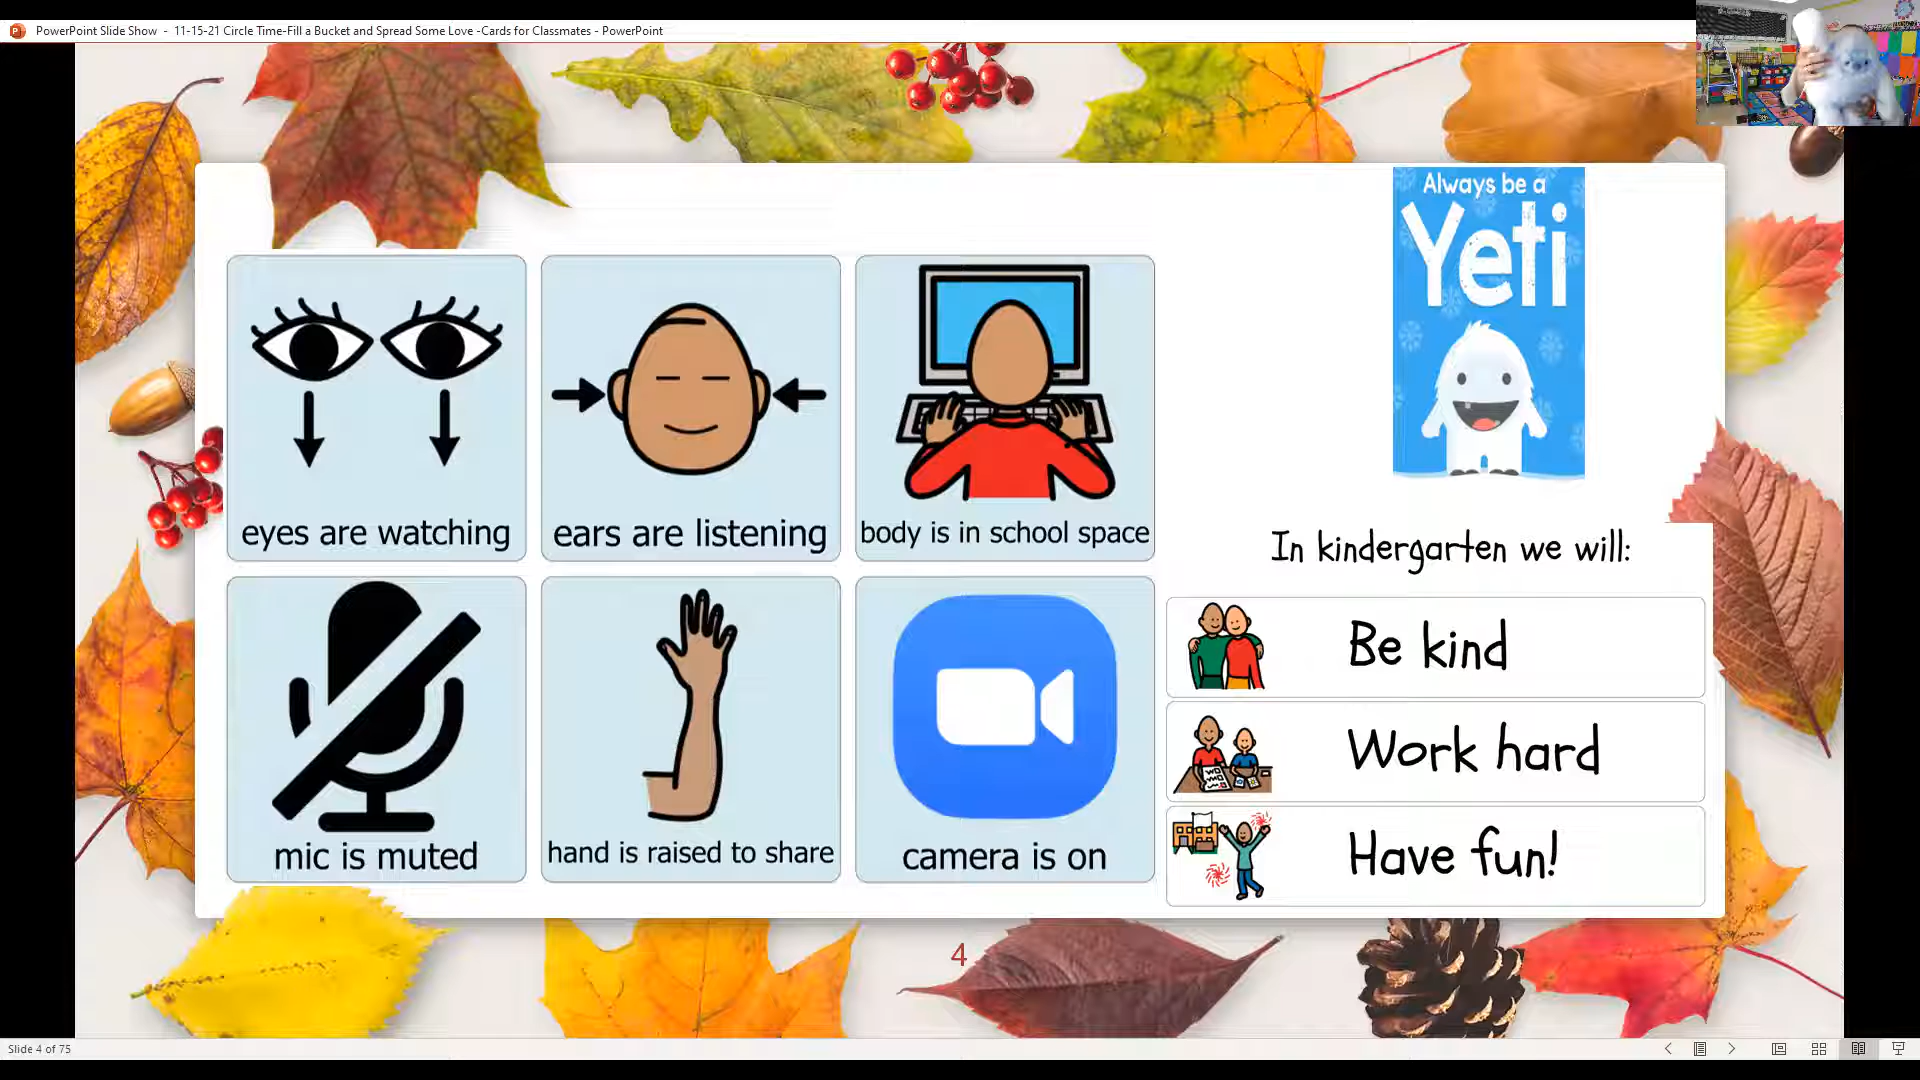 PowerPoint Slide Show - 11-15-21 Circle Time-Fill a Bucket and Spread Some Love -Cards for Classmates - PowerPoint
Always be a
Yeti
eyes are watching
ears are listening
body is in school space
mic is muted
hand is raised to share
camera is on
In kindergarten we will:
Be kind
Work hard
Have fun!
4
Slide 4 of 75